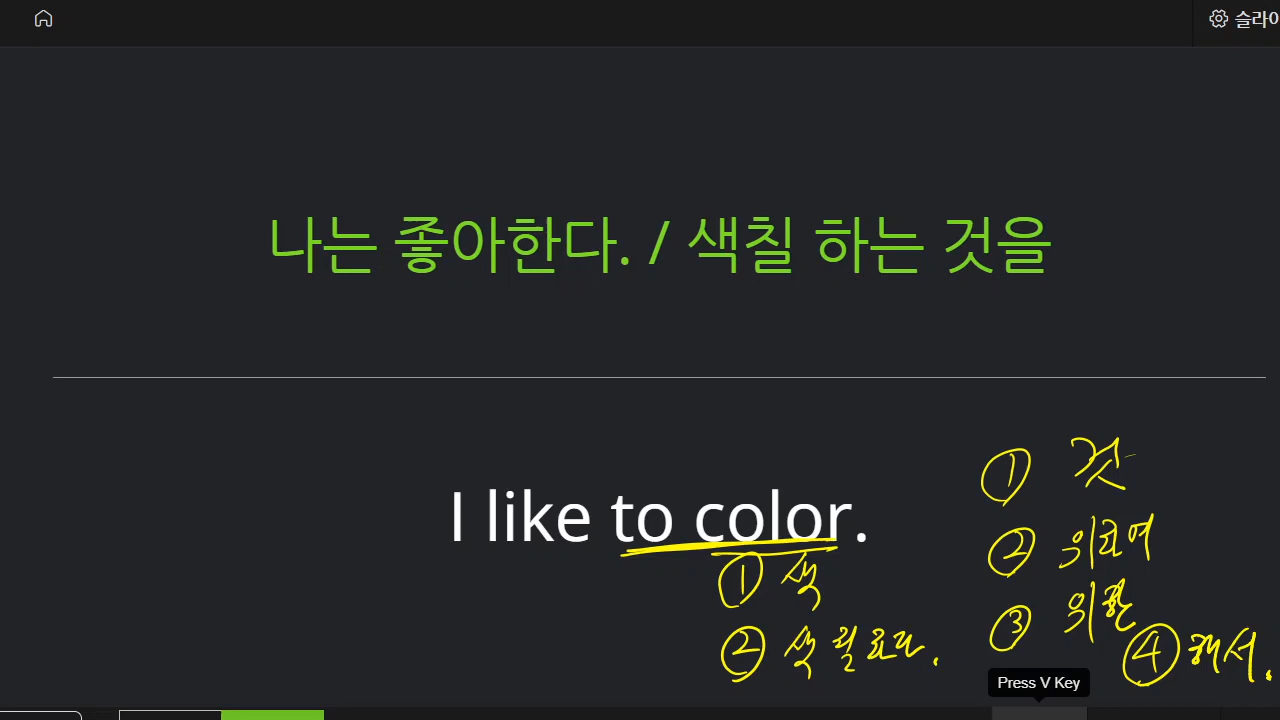 슬라이
나는 좋아한다. / 색칠 하는 것을
I like to color.
① 것
② 위하여
③ 위한
④ 해서.
① 색
② 색칠하다.
Press V Key